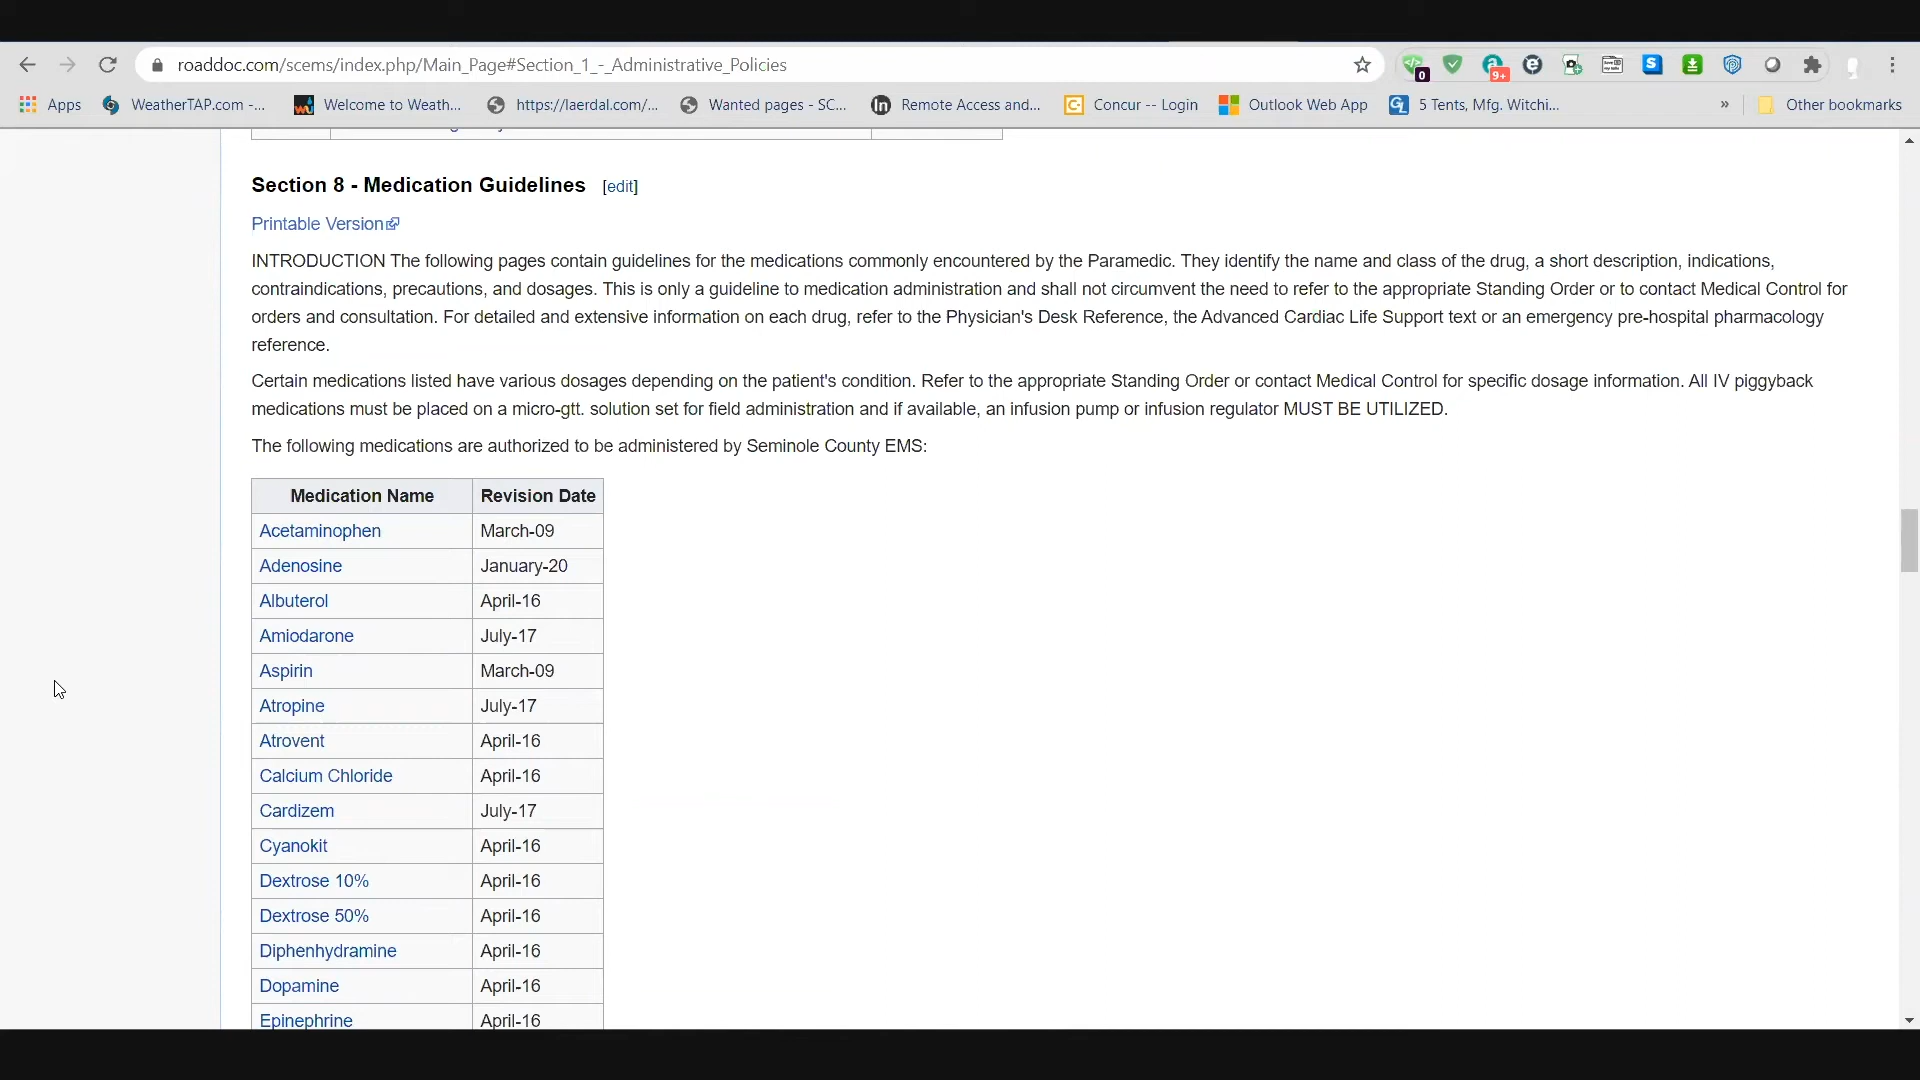 roaddoc.com/scems/index.php/Main_Page#Section_1_-_Administrative_Policies
0
9+
Apps WeatherTAP.com -... Welcome to Weath... https://laerdal.com/... Wanted pages - SC... Remote Access and... Concur -- Login Outlook Web App 5 Tents, Mfg. Witchi... » Other bookmarks
Section 8 - Medication Guidelines [edit]
Printable Version
INTRODUCTION The following pages contain guidelines for the medications commonly encountered by the Paramedic. They identify the name and class of the drug, a short description, indications,
contraindications, precautions, and dosages. This is only a guideline to medication administration and shall not circumvent the need to refer to the appropriate Standing Order or to contact Medical Control for
orders and consultation. For detailed and extensive information on each drug, refer to the Physician's Desk Reference, the Advanced Cardiac Life Support text or an emergency pre-hospital pharmacology
reference.
Certain medications listed have various dosages depending on the patient's condition. Refer to the appropriate Standing Order or contact Medical Control for specific dosage information. All IV piggyback
medications must be placed on a micro-gtt. solution set for field administration and if available, an infusion pump or infusion regulator MUST BE UTILIZED.
The following medications are authorized to be administered by Seminole County EMS:
Medication Name Revision Date
Acetaminophen March-09
Adenosine January-20
Albuterol April-16
Amiodarone July-17
Aspirin March-09
Atropine July-17
Atrovent April-16
Calcium Chloride April-16
Cardizem July-17
Cyanokit April-16
Dextrose 10% April-16
Dextrose 50% April-16
Diphenhydramine April-16
Dopamine April-16
Epinephrine April-16